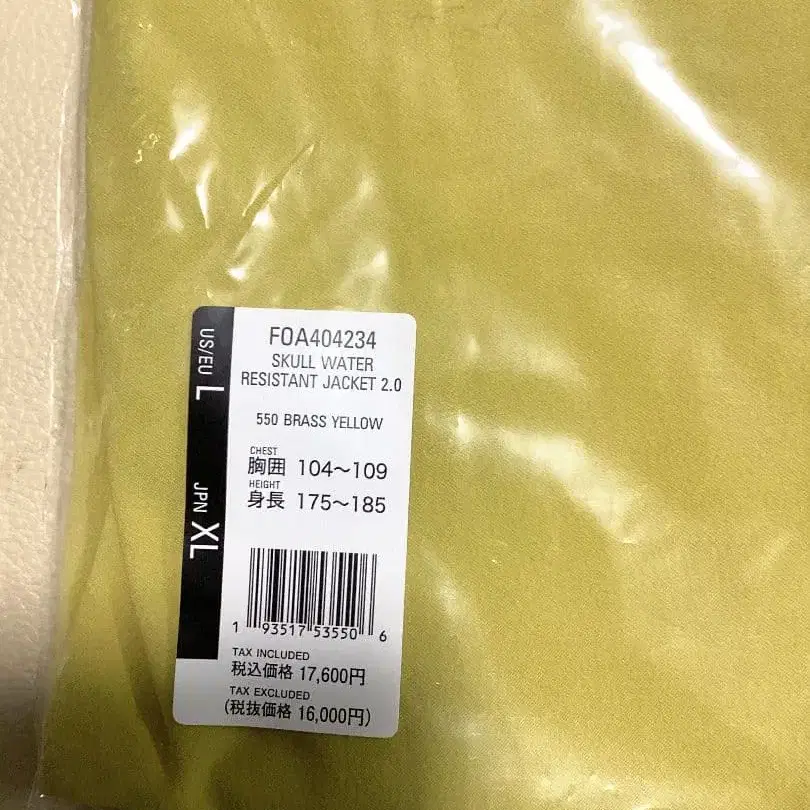 US/EU L
JPN XL
FOA404234
SKULL WATER
RESISTANT JACKET 2.0
550 BRASS YELLOW
CHEST
胸囲 104〜109
HEIGHT
身長 175〜185
1 93517 53550 6
TAX INCLUDED
税込価格 17,600円
TAX EXCLUDED
(税抜価格 16,000円)